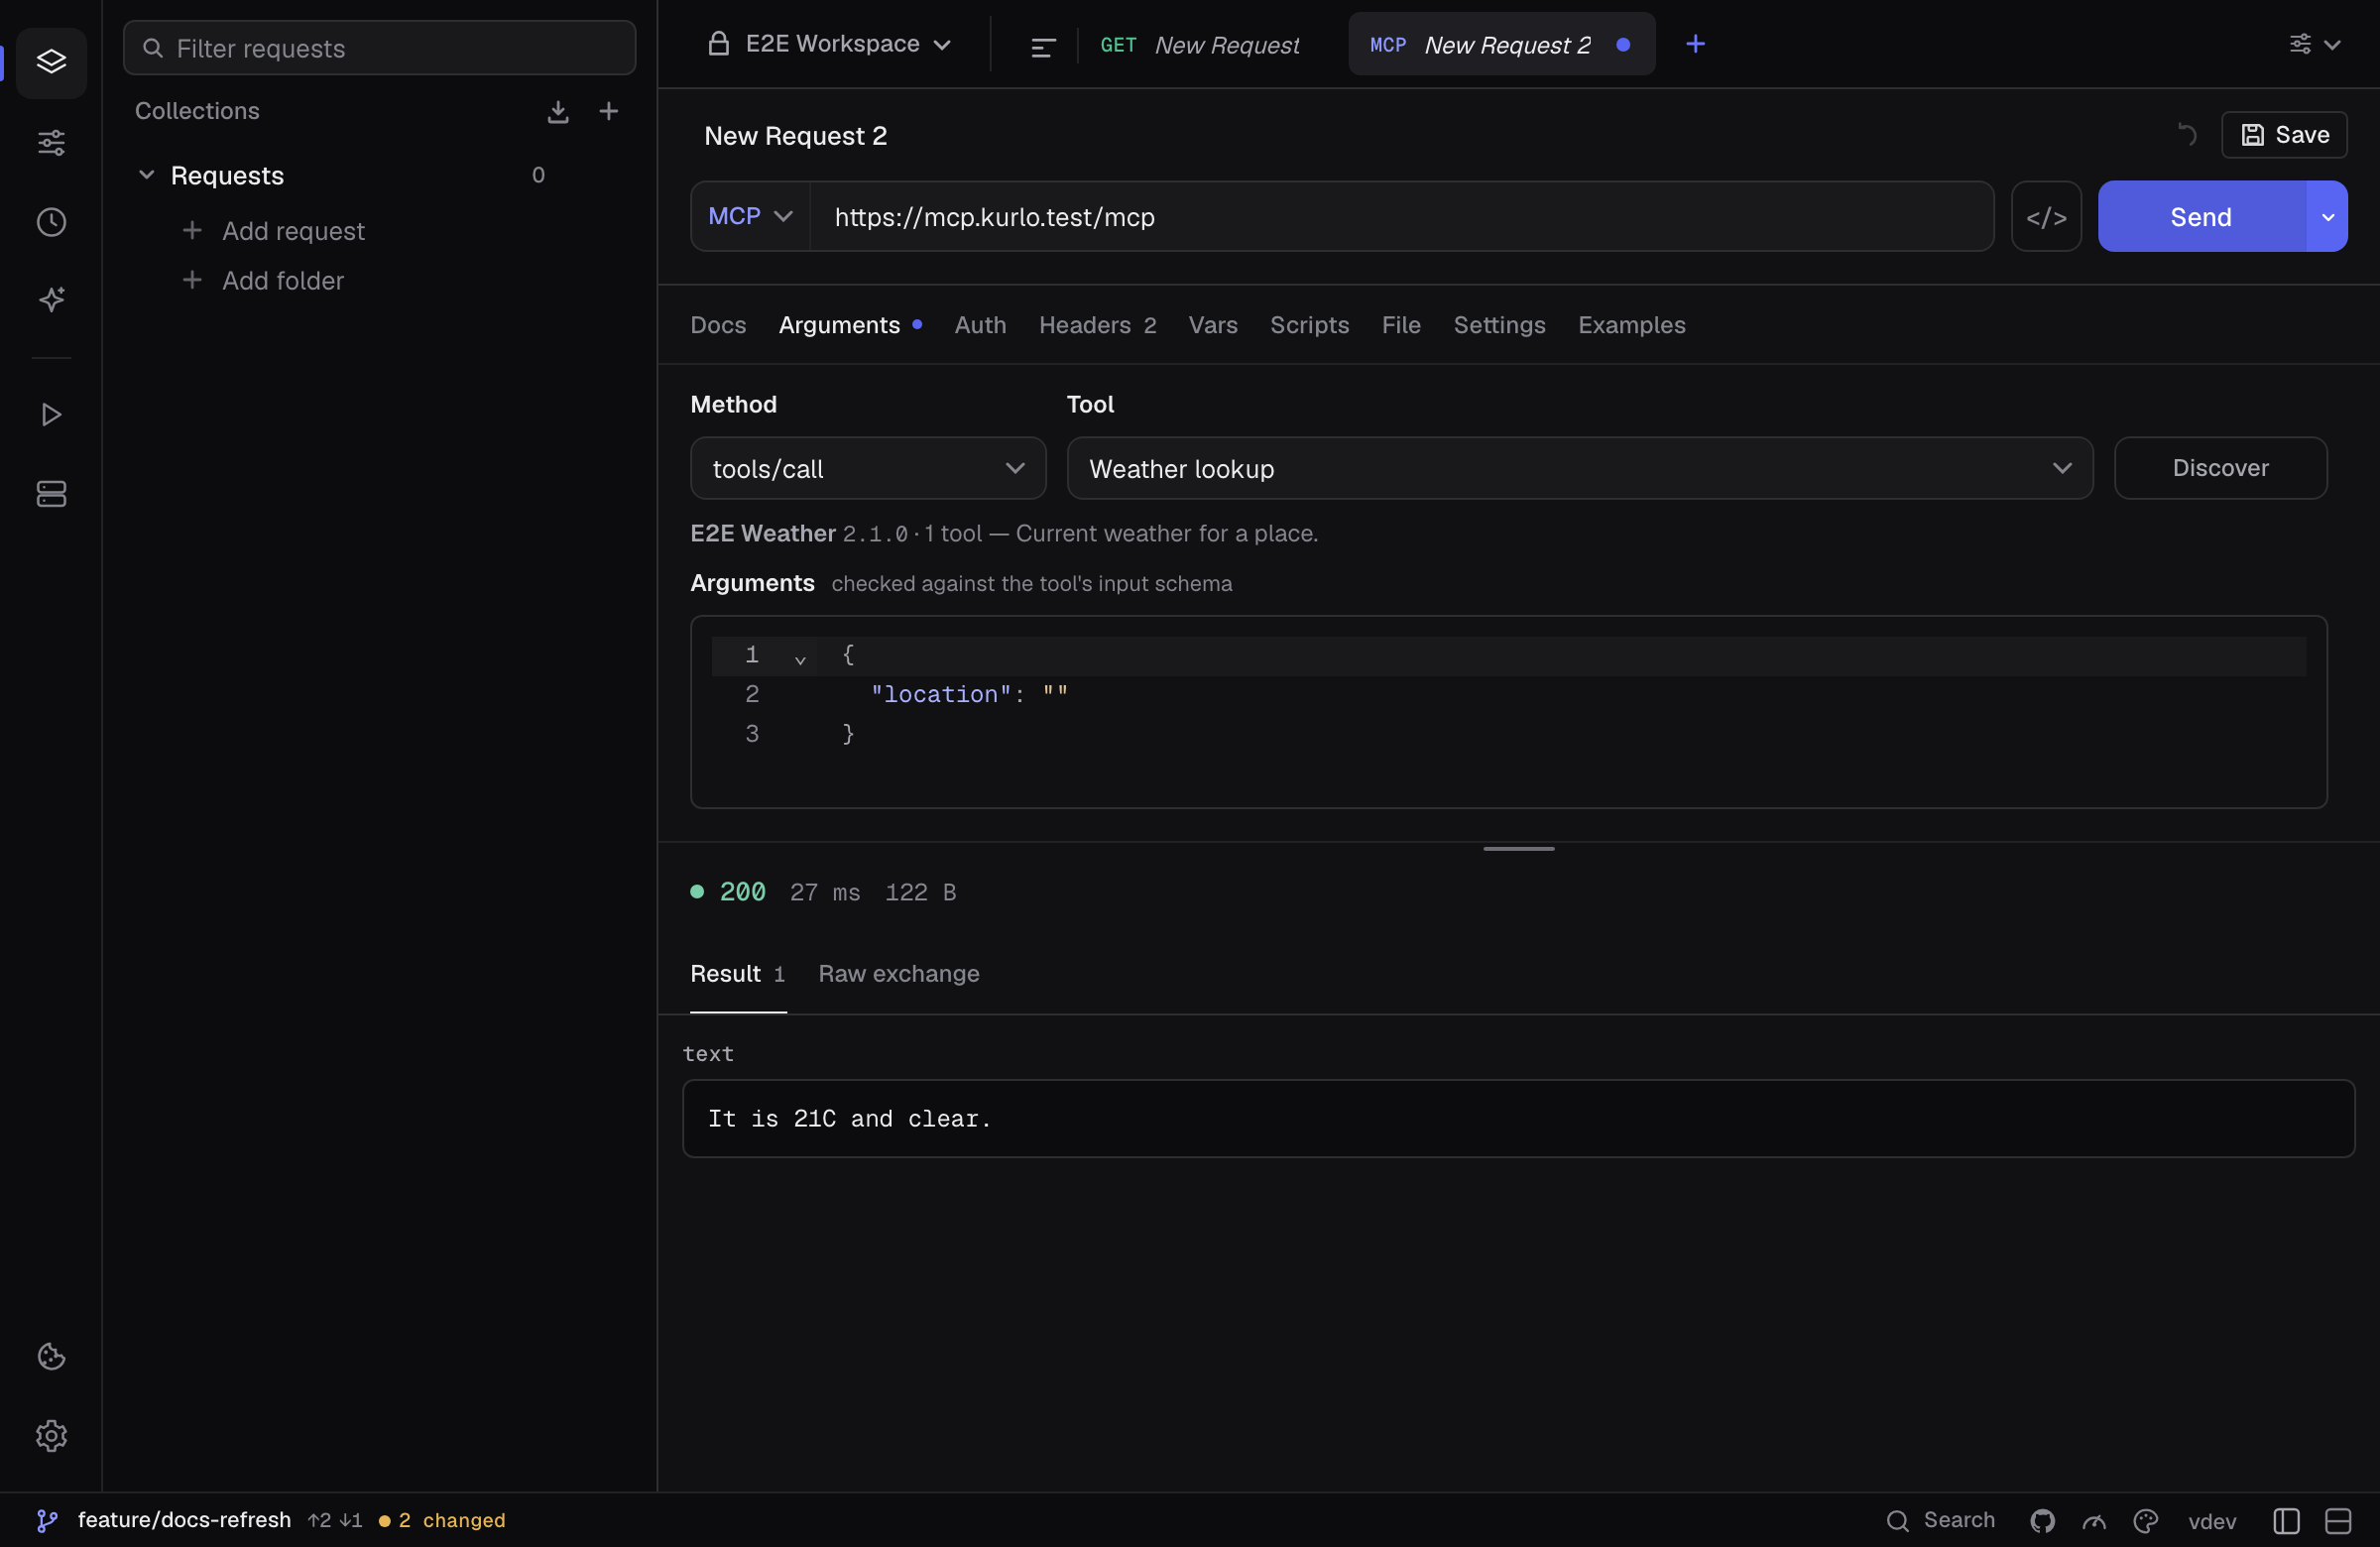 Filter requests
Collections
Requests 0
Add request
Add folder
E2E Workspace
GET New Request
MCP New Request 2
New Request 2
Save
MCP https://mcp.kurlo.test/mcp
</>
Send
Docs Arguments Auth Headers 2 Vars Scripts File Settings Examples
Method Tool
tools/call Weather lookup Discover
E2E Weather 2.1.0 · 1 tool — Current weather for a place.
Arguments checked against the tool's input schema
1 {
2 "location": ""
3 }
200 27 ms 122 B
Result 1 Raw exchange
text
It is 21C and clear.
feature/docs-refresh ↑2 ↓1 2 changed
Search vdev